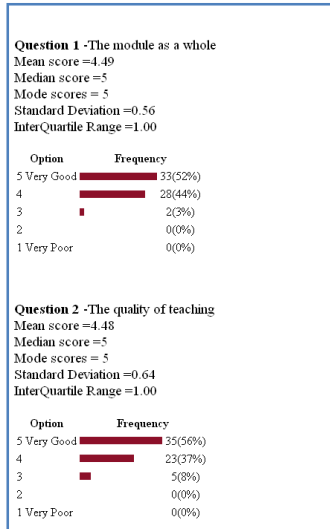 Question 1 -The module as a whole
Mean score =4.49
Median score =5
Mode scores = 5
Standard Deviation =0.56
InterQuartile Range =1.00
Option Frequency
5 Very Good 33(52%)
4 28(44%)
3 2(3%)
2 0(0%)
1 Very Poor 0(0%)
Question 2 -The quality of teaching
Mean score =4.48
Median score =5
Mode scores = 5
Standard Deviation =0.64
InterQuartile Range =1.00
Option Frequency
5 Very Good 35(56%)
4 23(37%)
3 5(8%)
2 0(0%)
1 Very Poor 0(0%)